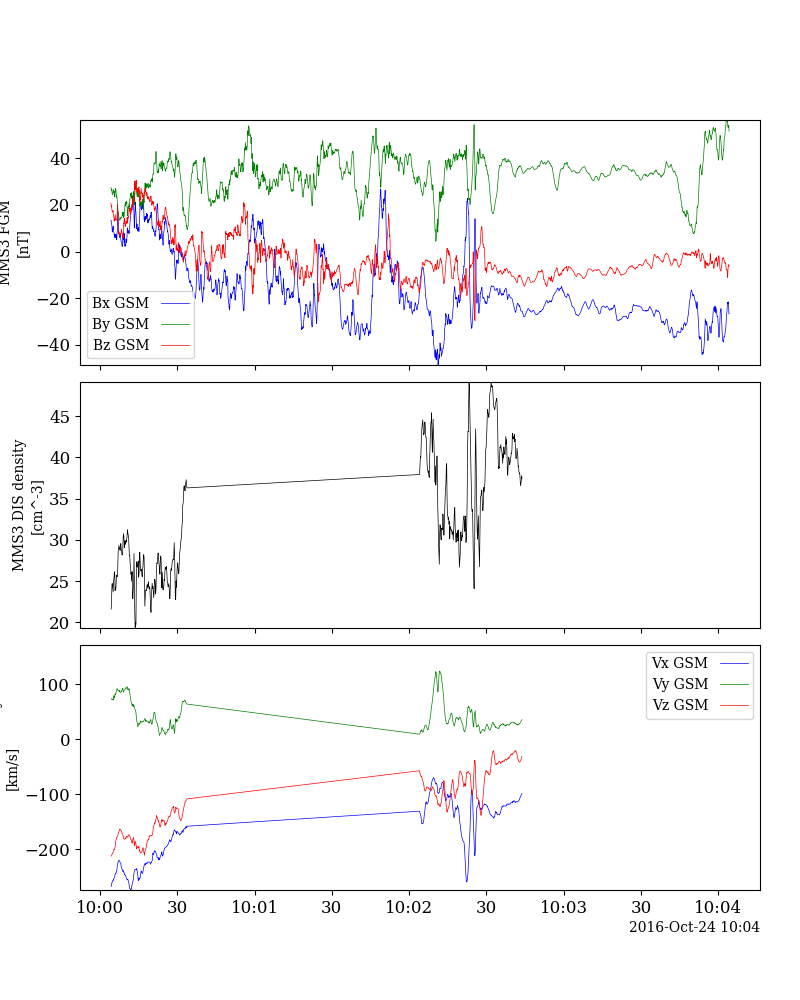 40
20
0
−20
−40
MMS3 FGM
[nT]
Bx GSM
By GSM
Bz GSM
45
40
35
30
25
20
MMS3 DIS density
[cm^-3]
100
0
−100
−200
[km/s]
Vx GSM
Vy GSM
Vz GSM
10:00 30 10:01 30 10:02 30 10:03 30 10:04
2016-Oct-24 10:04